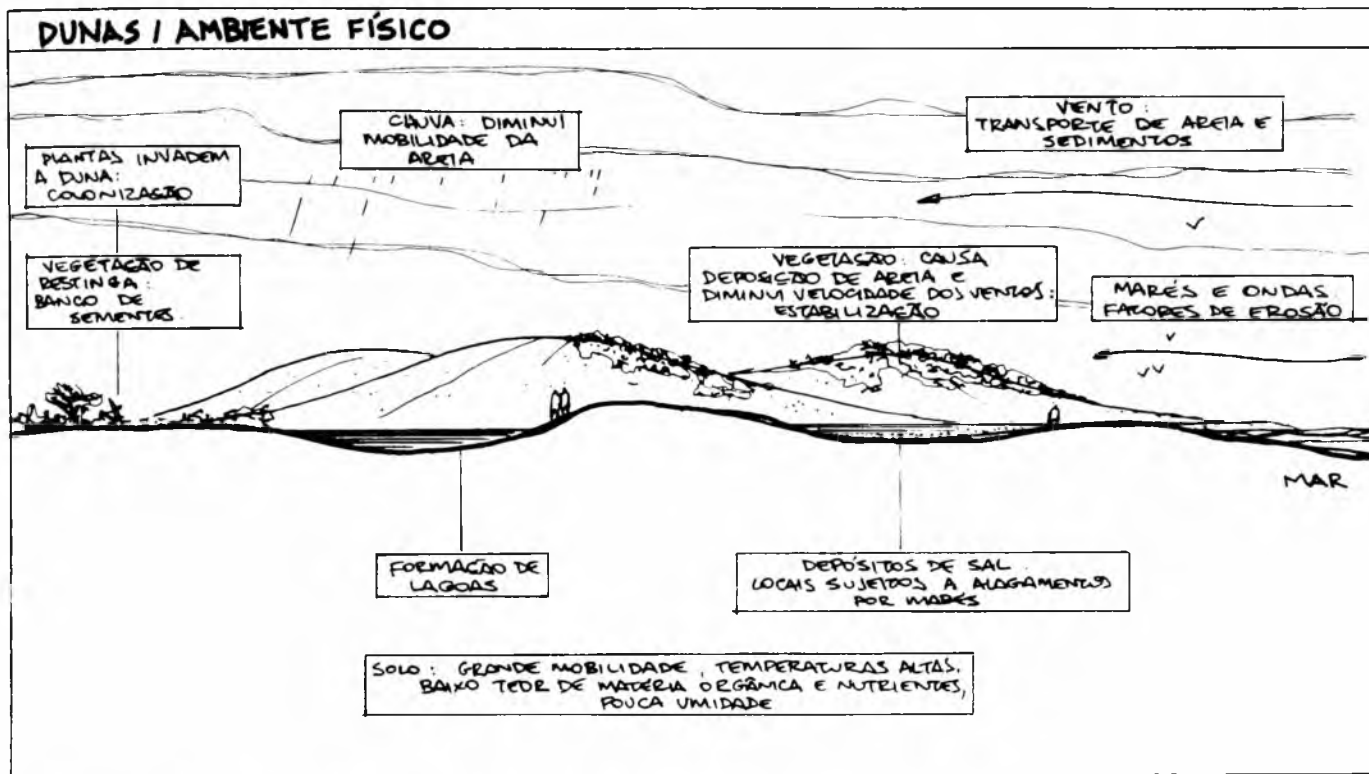 DUNAS / AMBIENTE FÍSICO
CHUVA: DIMINUI
MOBILIDADE DA
AREIA
VENTO:
TRANSPORTE DE AREIA E
SEDIMENTOS
PLANTAS INVADEM
A DUNA:
COLONIZAÇÃO
VEGETAÇÃO DE
RESTINGA:
BANCO DE
SEMENTES.
VEGETAÇÃO: CAUSA
DEPOSIÇÃO DE AREIA E
DIMINUI VELOCIDADE DOS VENTOS:
ESTABILIZAÇÃO
MARÉS E ONDAS
FATORES DE EROSÃO
MAR
FORMAÇÃO DE
LAGOAS
DEPÓSITOS DE SAL
LOCAIS SUJEITOS A ALAGAMENTOS
POR MARÉS
SOLO: GRANDE MOBILIDADE, TEMPERATURAS ALTAS.
BAIXO TEOR DE MATÉRIA ORGÂNICA E NUTRIENTES,
POUCA UMIDADE